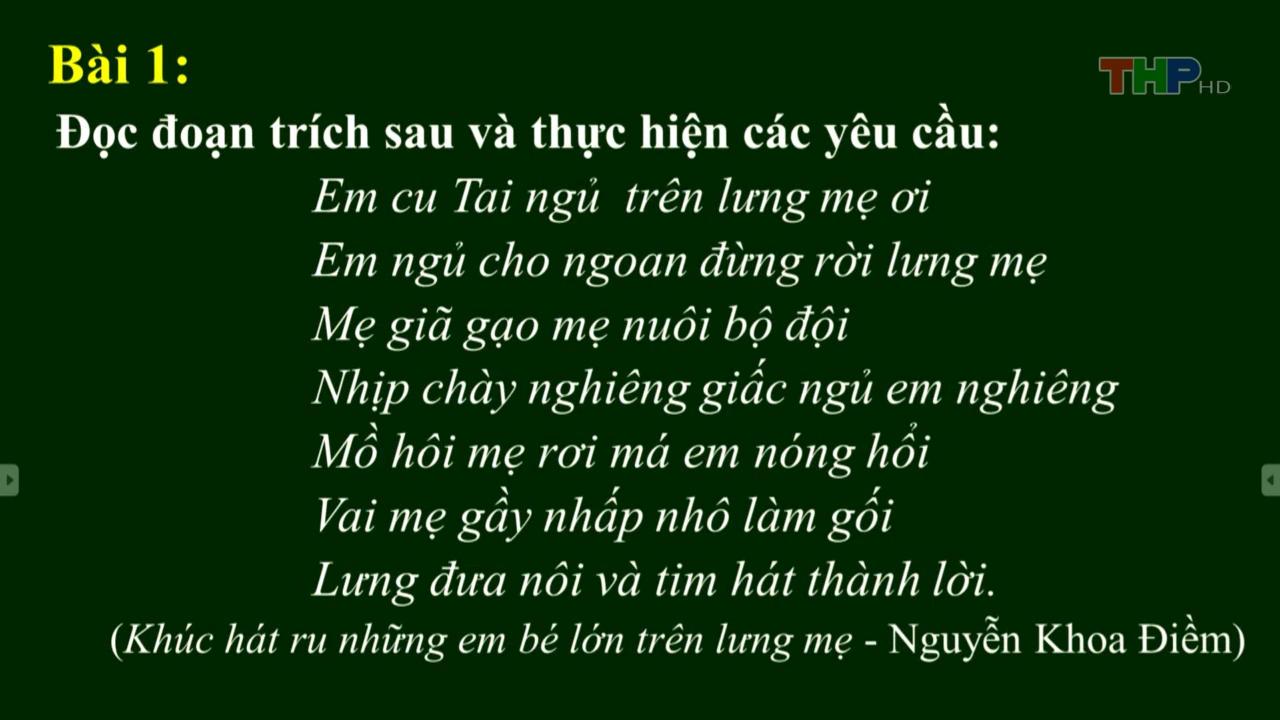 Bài 1:
THP HD
Đọc đoạn trích sau và thực hiện các yêu cầu:
Em cu Tai ngủ trên lưng mẹ ơi
Em ngủ cho ngoan đừng rời lưng mẹ
Mẹ giã gạo mẹ nuôi bộ đội
Nhịp chày nghiêng giấc ngủ em nghiêng
Mồ hôi mẹ rơi má em nóng hổi
Vai mẹ gầy nhấp nhô làm gối
Lưng đưa nôi và tim hát thành lời.
(Khúc hát ru những em bé lớn trên lưng mẹ - Nguyễn Khoa Điềm)